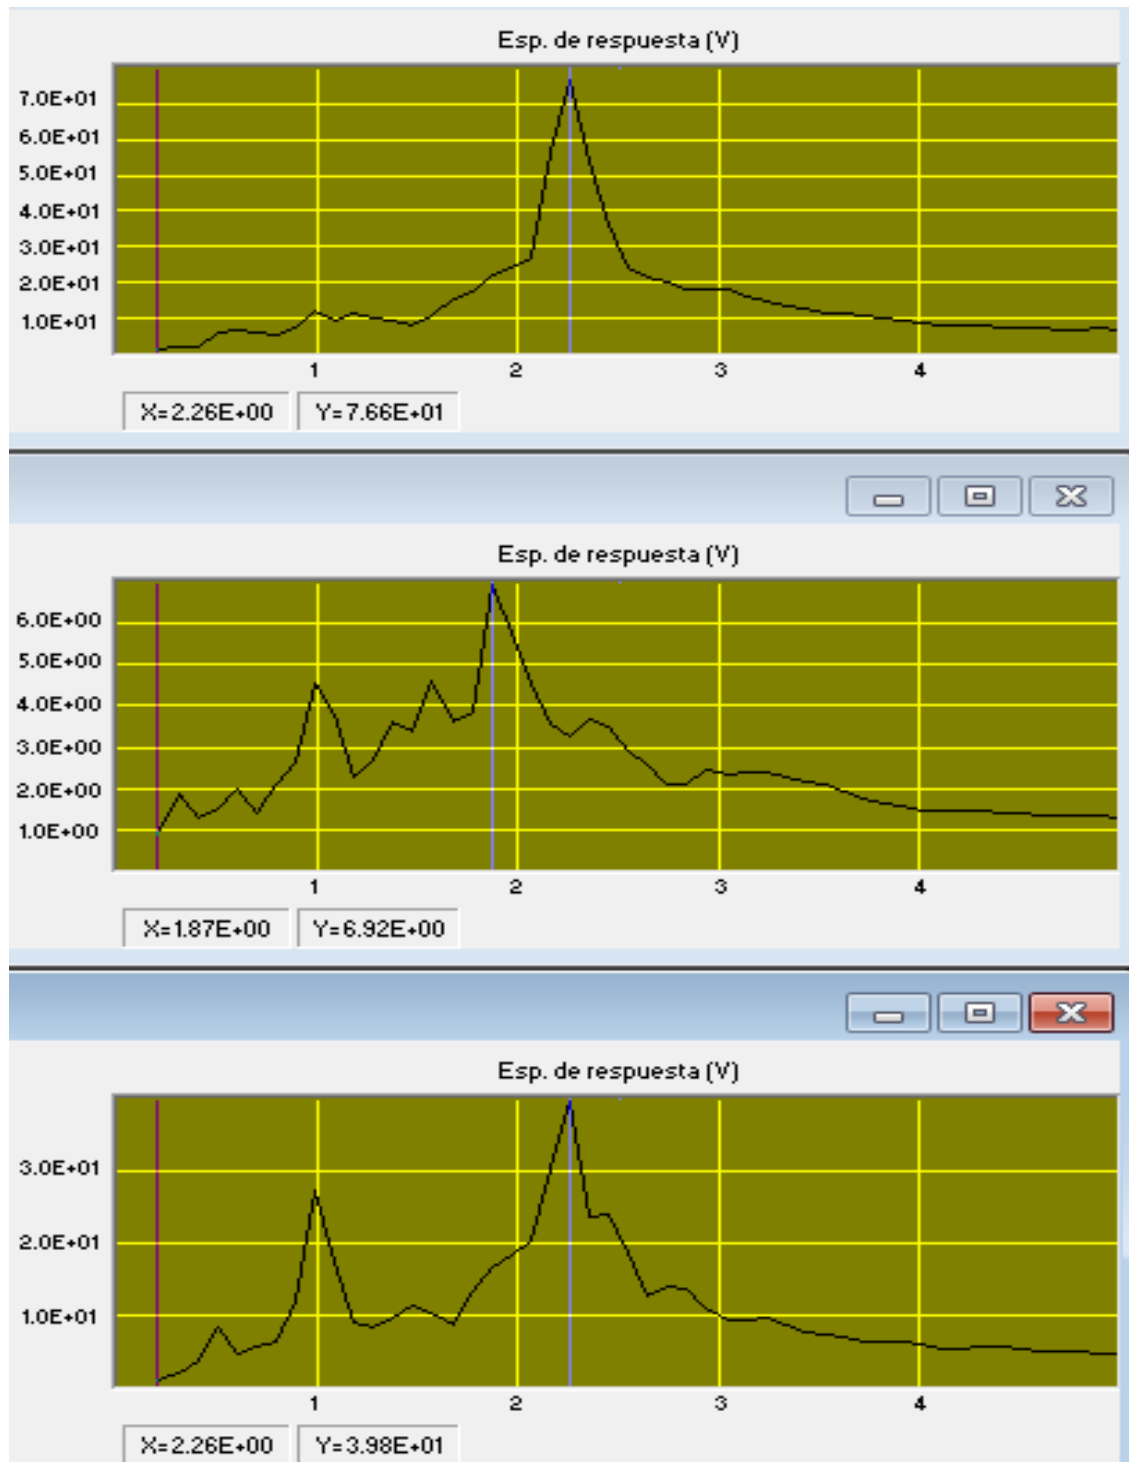 Esp. de respuesta (V)
7.0E+01
6.0E+01
5.0E+01
4.0E+01
3.0E+01
2.0E+01
1.0E+01
1 2 3 4
X=2.26E+00 Y=7.66E+01
Esp. de respuesta (V)
6.0E+00
5.0E+00
4.0E+00
3.0E+00
2.0E+00
1.0E+00
1 2 3 4
X=1.87E+00 Y=6.92E+00
Esp. de respuesta (V)
3.0E+01
2.0E+01
1.0E+01
1 2 3 4
X=2.26E+00 Y=3.98E+01